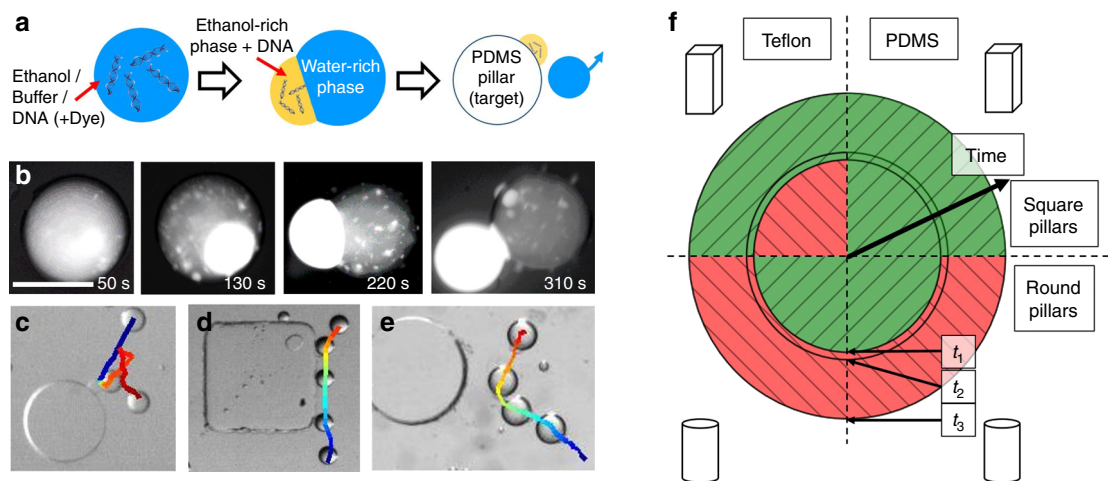 a
Ethanol /
Buffer /
DNA (+Dye)
Ethanol-rich
phase + DNA
Water-rich
phase
PDMS
pillar
(target)
b
50 s
130 s
220 s
310 s
c
d
e
f
Teflon
PDMS
Time
Square
pillars
Round
pillars
t1
t2
t3